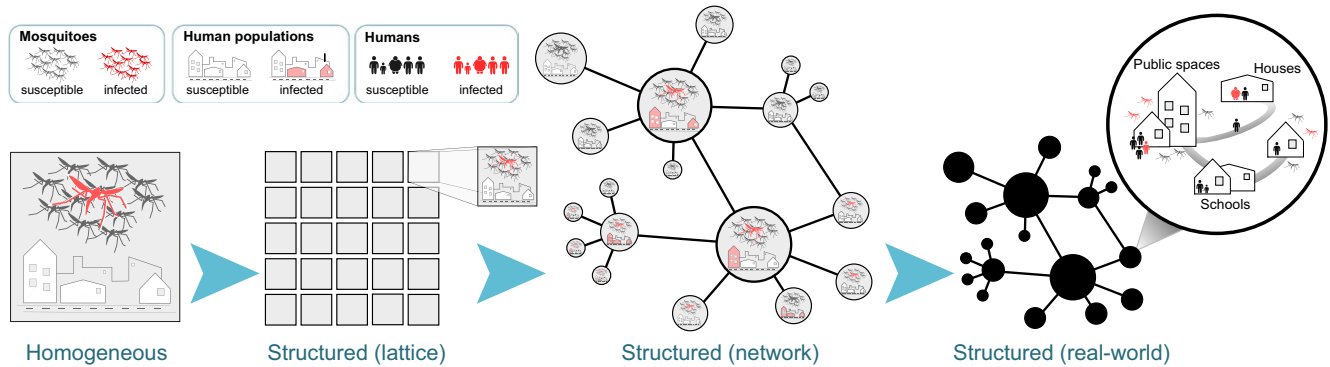 Mosquitoes
susceptible
infected
Human populations
susceptible
infected
Humans
susceptible
infected
Public spaces
Houses
Schools
Homogeneous
Structured (lattice)
Structured (network)
Structured (real-world)